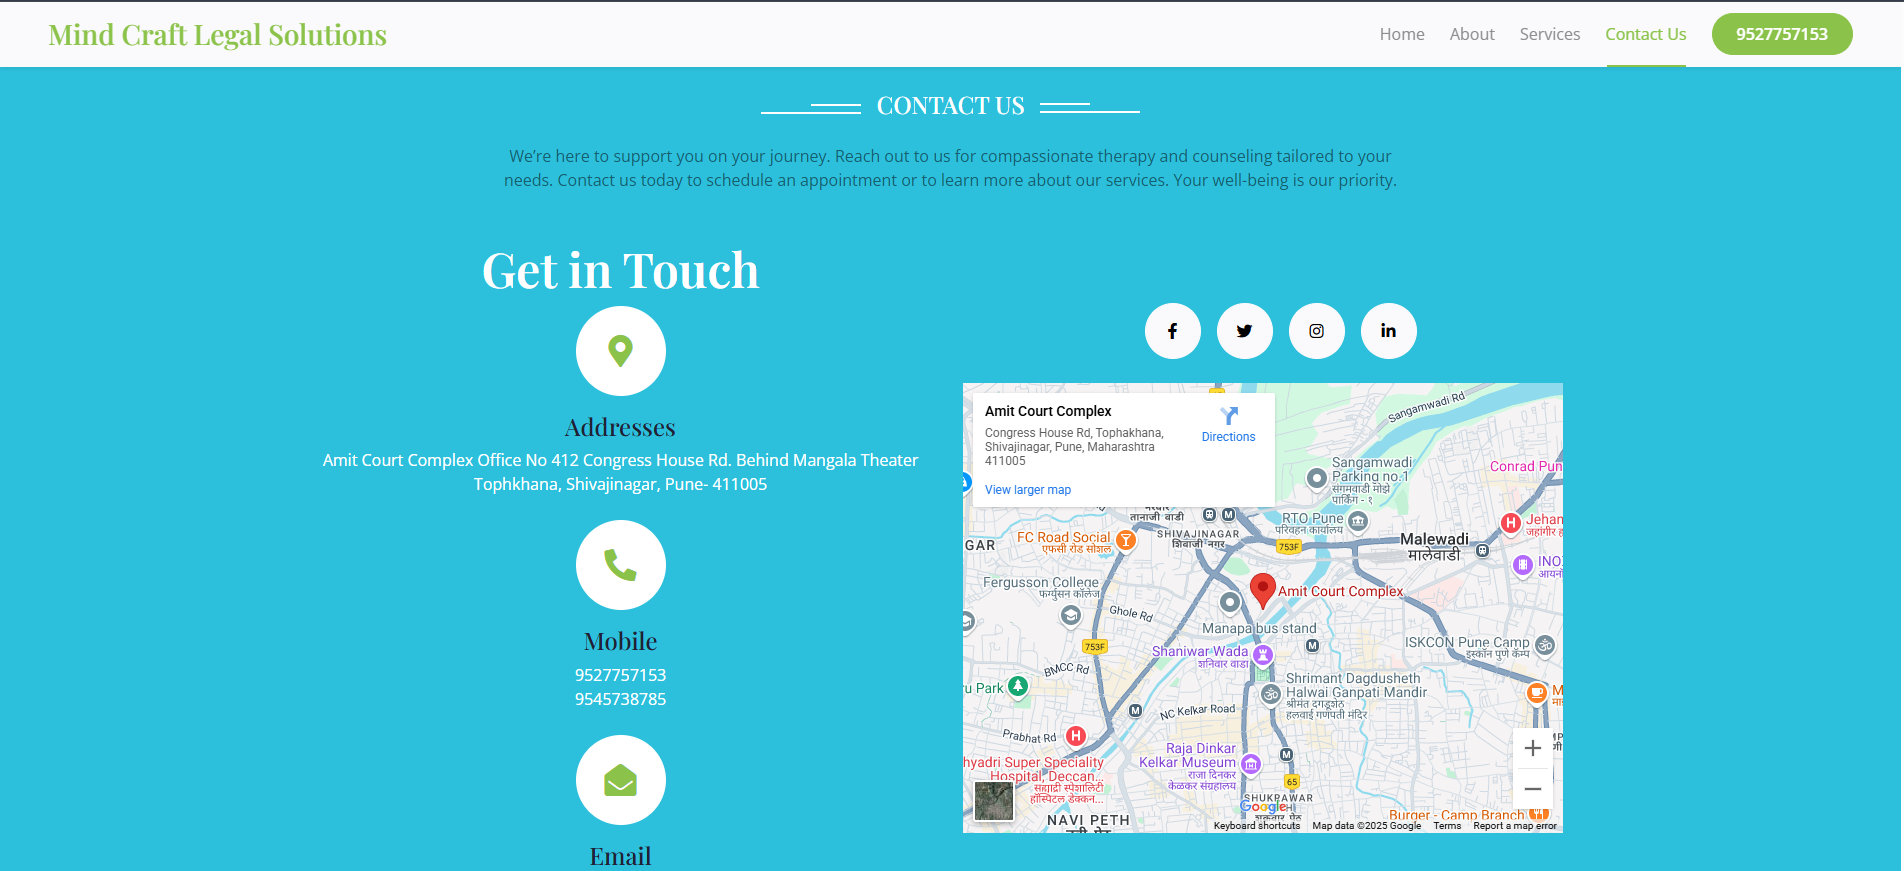 Mind Craft Legal Solutions
Home About Services Contact Us 9527757153
CONTACT US
We're here to support you on your journey. Reach out to us for compassionate therapy and counseling tailored to your
needs. Contact us today to schedule an appointment or to learn more about our services. Your well-being is our priority.
Get in Touch
Addresses
Amit Court Complex Office No 412 Congress House Rd. Behind Mangala Theater
Tophkhana, Shivajinagar, Pune- 411005
Mobile
9527757153
9545738785
Email
Amit Court Complex
Congress House Rd, Tophakhana,
Shivajinagar, Pune, Maharashtra
411005
Directions
View larger map
Sangamwadi Rd
Sangamwadi
Parking no.1
संगमवाडी मोझे
पार्किंग - १
Conrad Pun
तानाजी वाडी
RTO Pune
परिवहन कार्यालय
Jehan
जहांगीर ह
GAR
FC Road Social
एफसी रोड सोशल
SHIVAJINAGAR
शिवाजी नगर
753F
Malewadi
मालेवाडी
INO
आयनॉ
Fergusson College
फर्ग्युसन कॉलेज
Amit Court Complex
Ghole Rd
Manapa bus stand
753F
Shaniwar Wada
शनिवार वाडा
ISKCON Pune Camp
इस्कॉन पुणे कॅम्प
BMCC Rd
ru Park
Shrimant Dagdusheth
Halwai Ganpati Mandir
श्रीमंत दगडूशेठ
हलवाई गणपती मंदिर
M
मा
NC Kelkar Road
Prabhat Rd
Raja Dinkar
Kelkar Museum
राजा दिनकर
केळकर संग्रहालय
hyadri Super Speciality
Hospital, Deccan...
सह्याद्री स्पेशालिटी
हॉस्पिटल डेक्कन...
65
SHUKRAWAR
Google
NAVI PETH
Burger - Camp Branch
Keyboard shortcuts Map data ©2025 Google Terms Report a map error